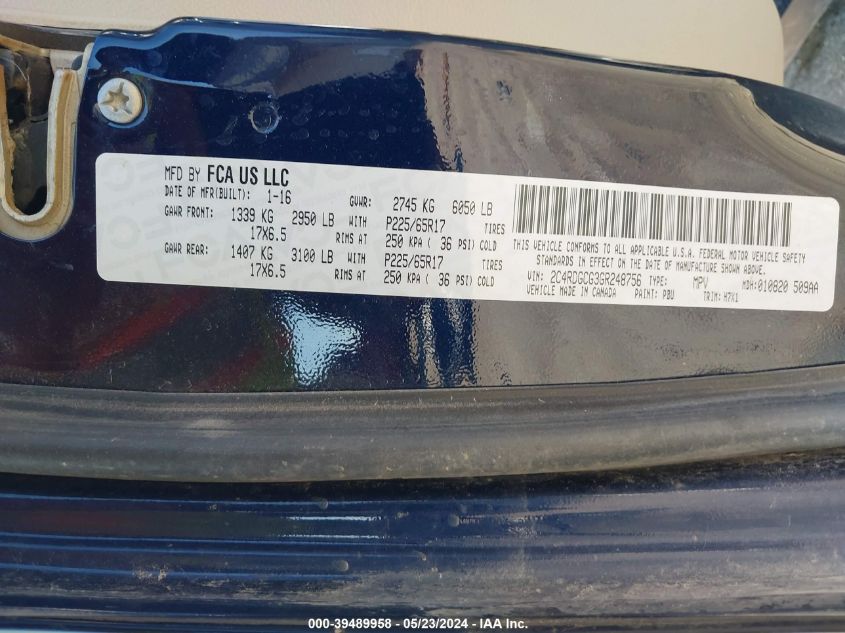 MFD BY FCA US LLC
DATE OF MFR(BUILT): 1-16 GVWR: 2745 KG 6050 LB
GAWR FRONT: 1339 KG 2950 LB WITH P225/65R17 TIRES
17X6.5 RIMS AT 250 KPA ( 36 PSI) COLD
GAWR REAR: 1407 KG 3100 LB WITH P225/65R17 TIRES
17X6.5 RIMS AT 250 KPA ( 36 PSI) COLD
THIS VEHICLE CONFORMS TO ALL APPLICABLE U.S.A. FEDERAL MOTOR VEHICLE SAFETY
STANDARDS IN EFFECT ON THE DATE OF MANUFACTURE SHOWN ABOVE.
VIN: 2C4RDGCG3GR248756 TYPE: MPV MDH: 010820 509AA
VEHICLE MADE IN CANADA PAINT: PBU TRIM: H7X1
000-39489958 - 05/23/2024 - IAA Inc.